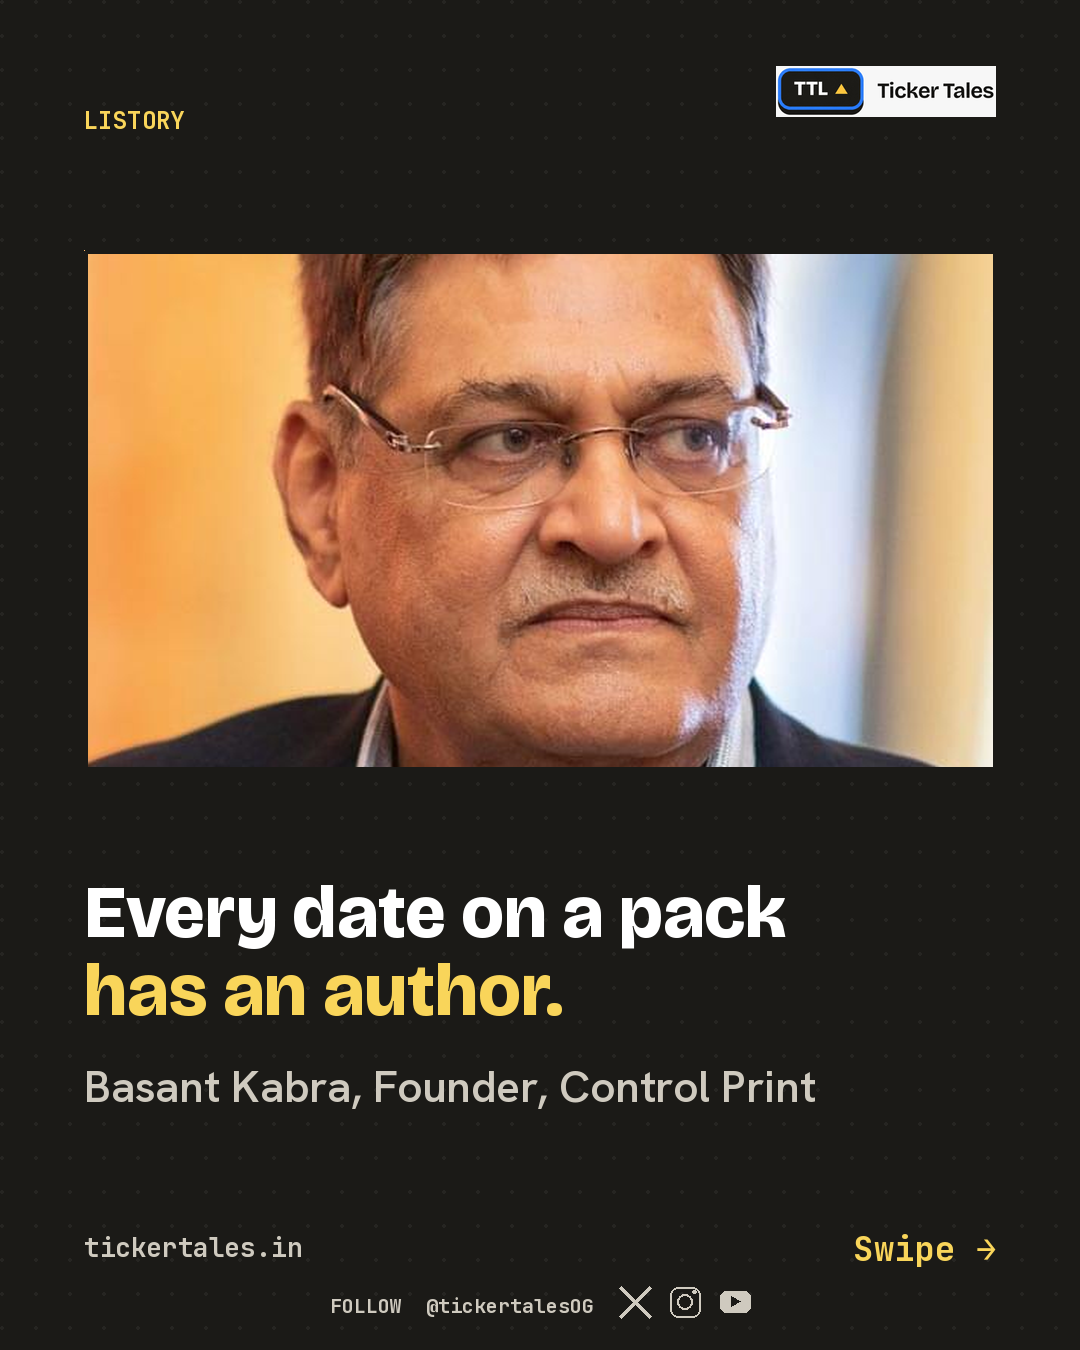 LISTORY
TTL
Ticker Tales
Every date on a pack
has an author.
Basant Kabra, Founder, Control Print
tickertales.in
Swipe →
FOLLOW @tickertalesOG